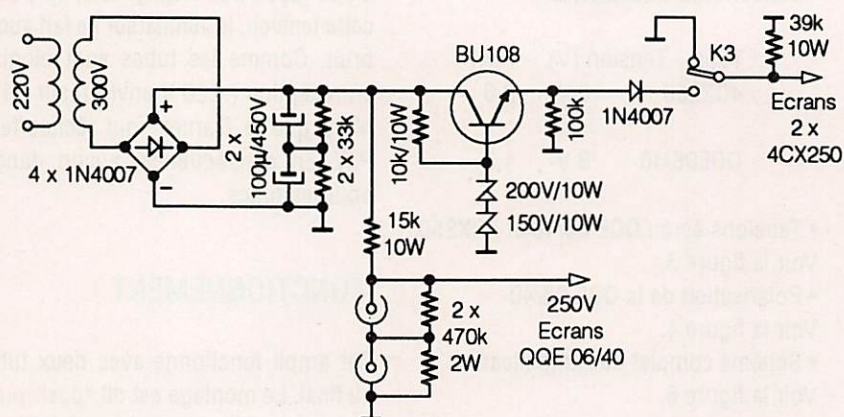 220V
300V
+
−
4 x 1N4007
2 x
100µ/450V
2 x 33k
10k/10W
BU108
200V/10W
150V/10W
100k
1N4007
K3
39k
10W
Ecrans
2 x
4CX250
15k
10W
2 x
470k
2W
250V
Ecrans
QQE 06/40